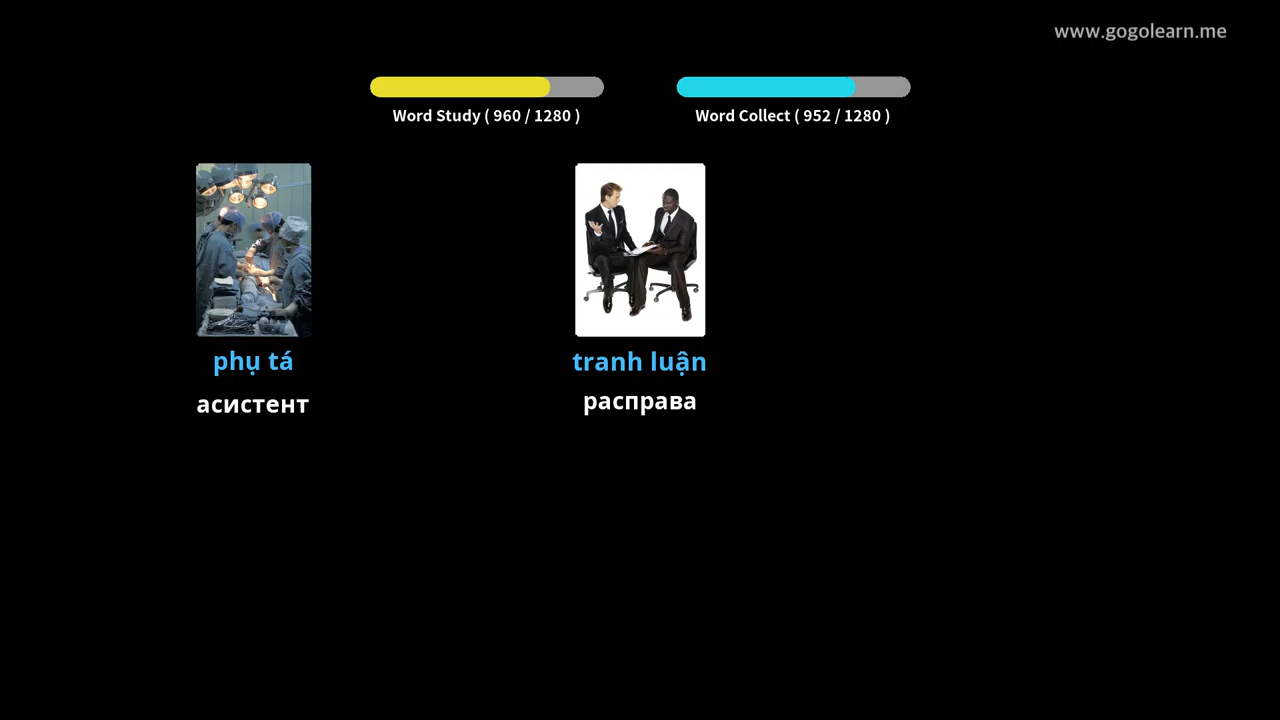 www.gogolearn.me
Word Study ( 960 / 1280 )
Word Collect ( 952 / 1280 )
phụ tá
асистент
tranh luận
расправа